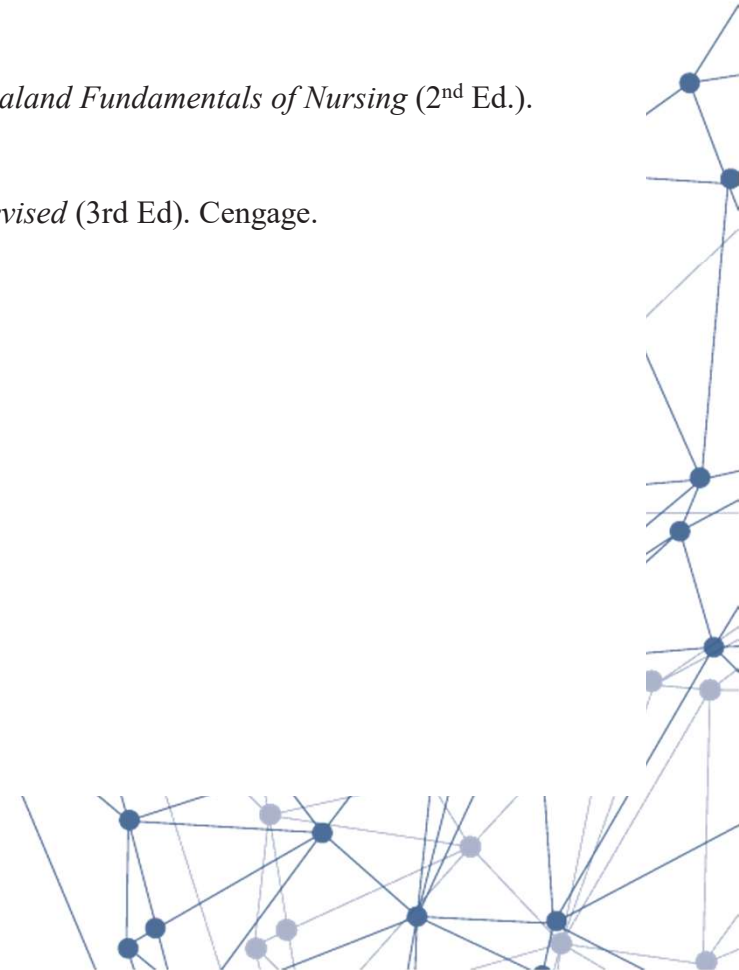 aland Fundamentals of Nursing (2nd Ed.).
vised (3rd Ed). Cengage.